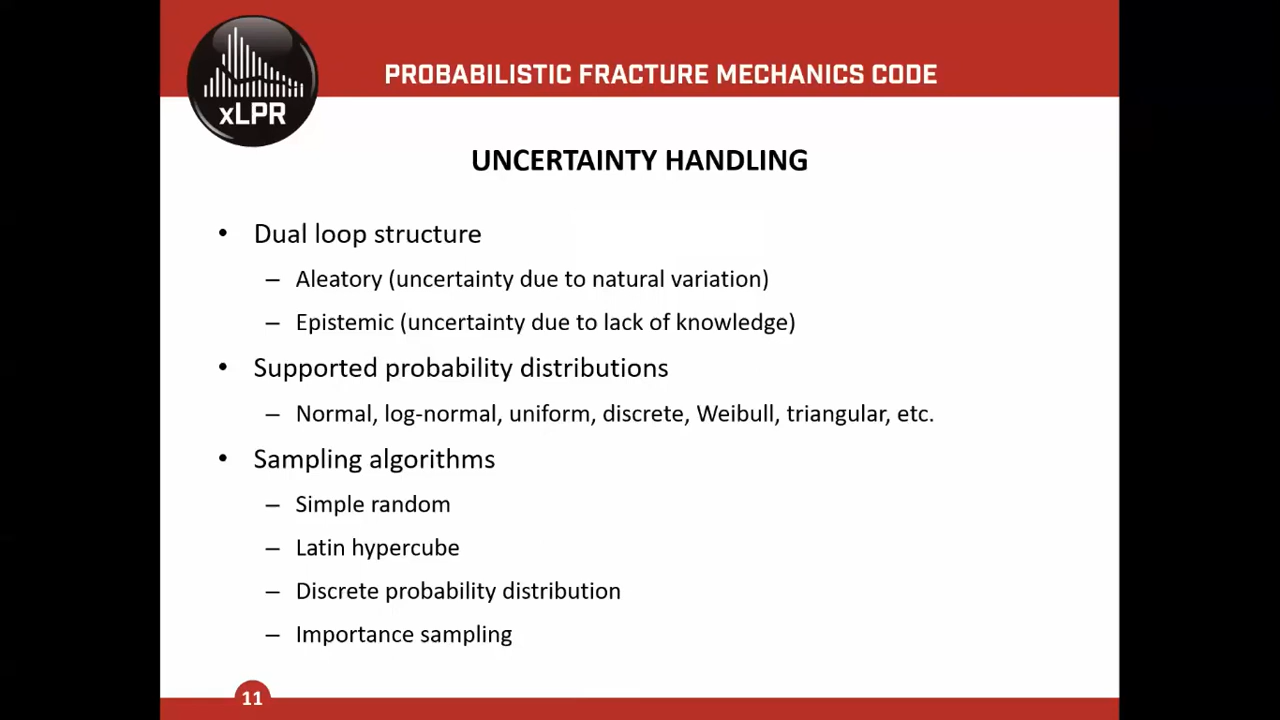 xLPR
PROBABILISTIC FRACTURE MECHANICS CODE
UNCERTAINTY HANDLING
• Dual loop structure
– Aleatory (uncertainty due to natural variation)
– Epistemic (uncertainty due to lack of knowledge)
• Supported probability distributions
– Normal, log-normal, uniform, discrete, Weibull, triangular, etc.
• Sampling algorithms
– Simple random
– Latin hypercube
– Discrete probability distribution
– Importance sampling
11